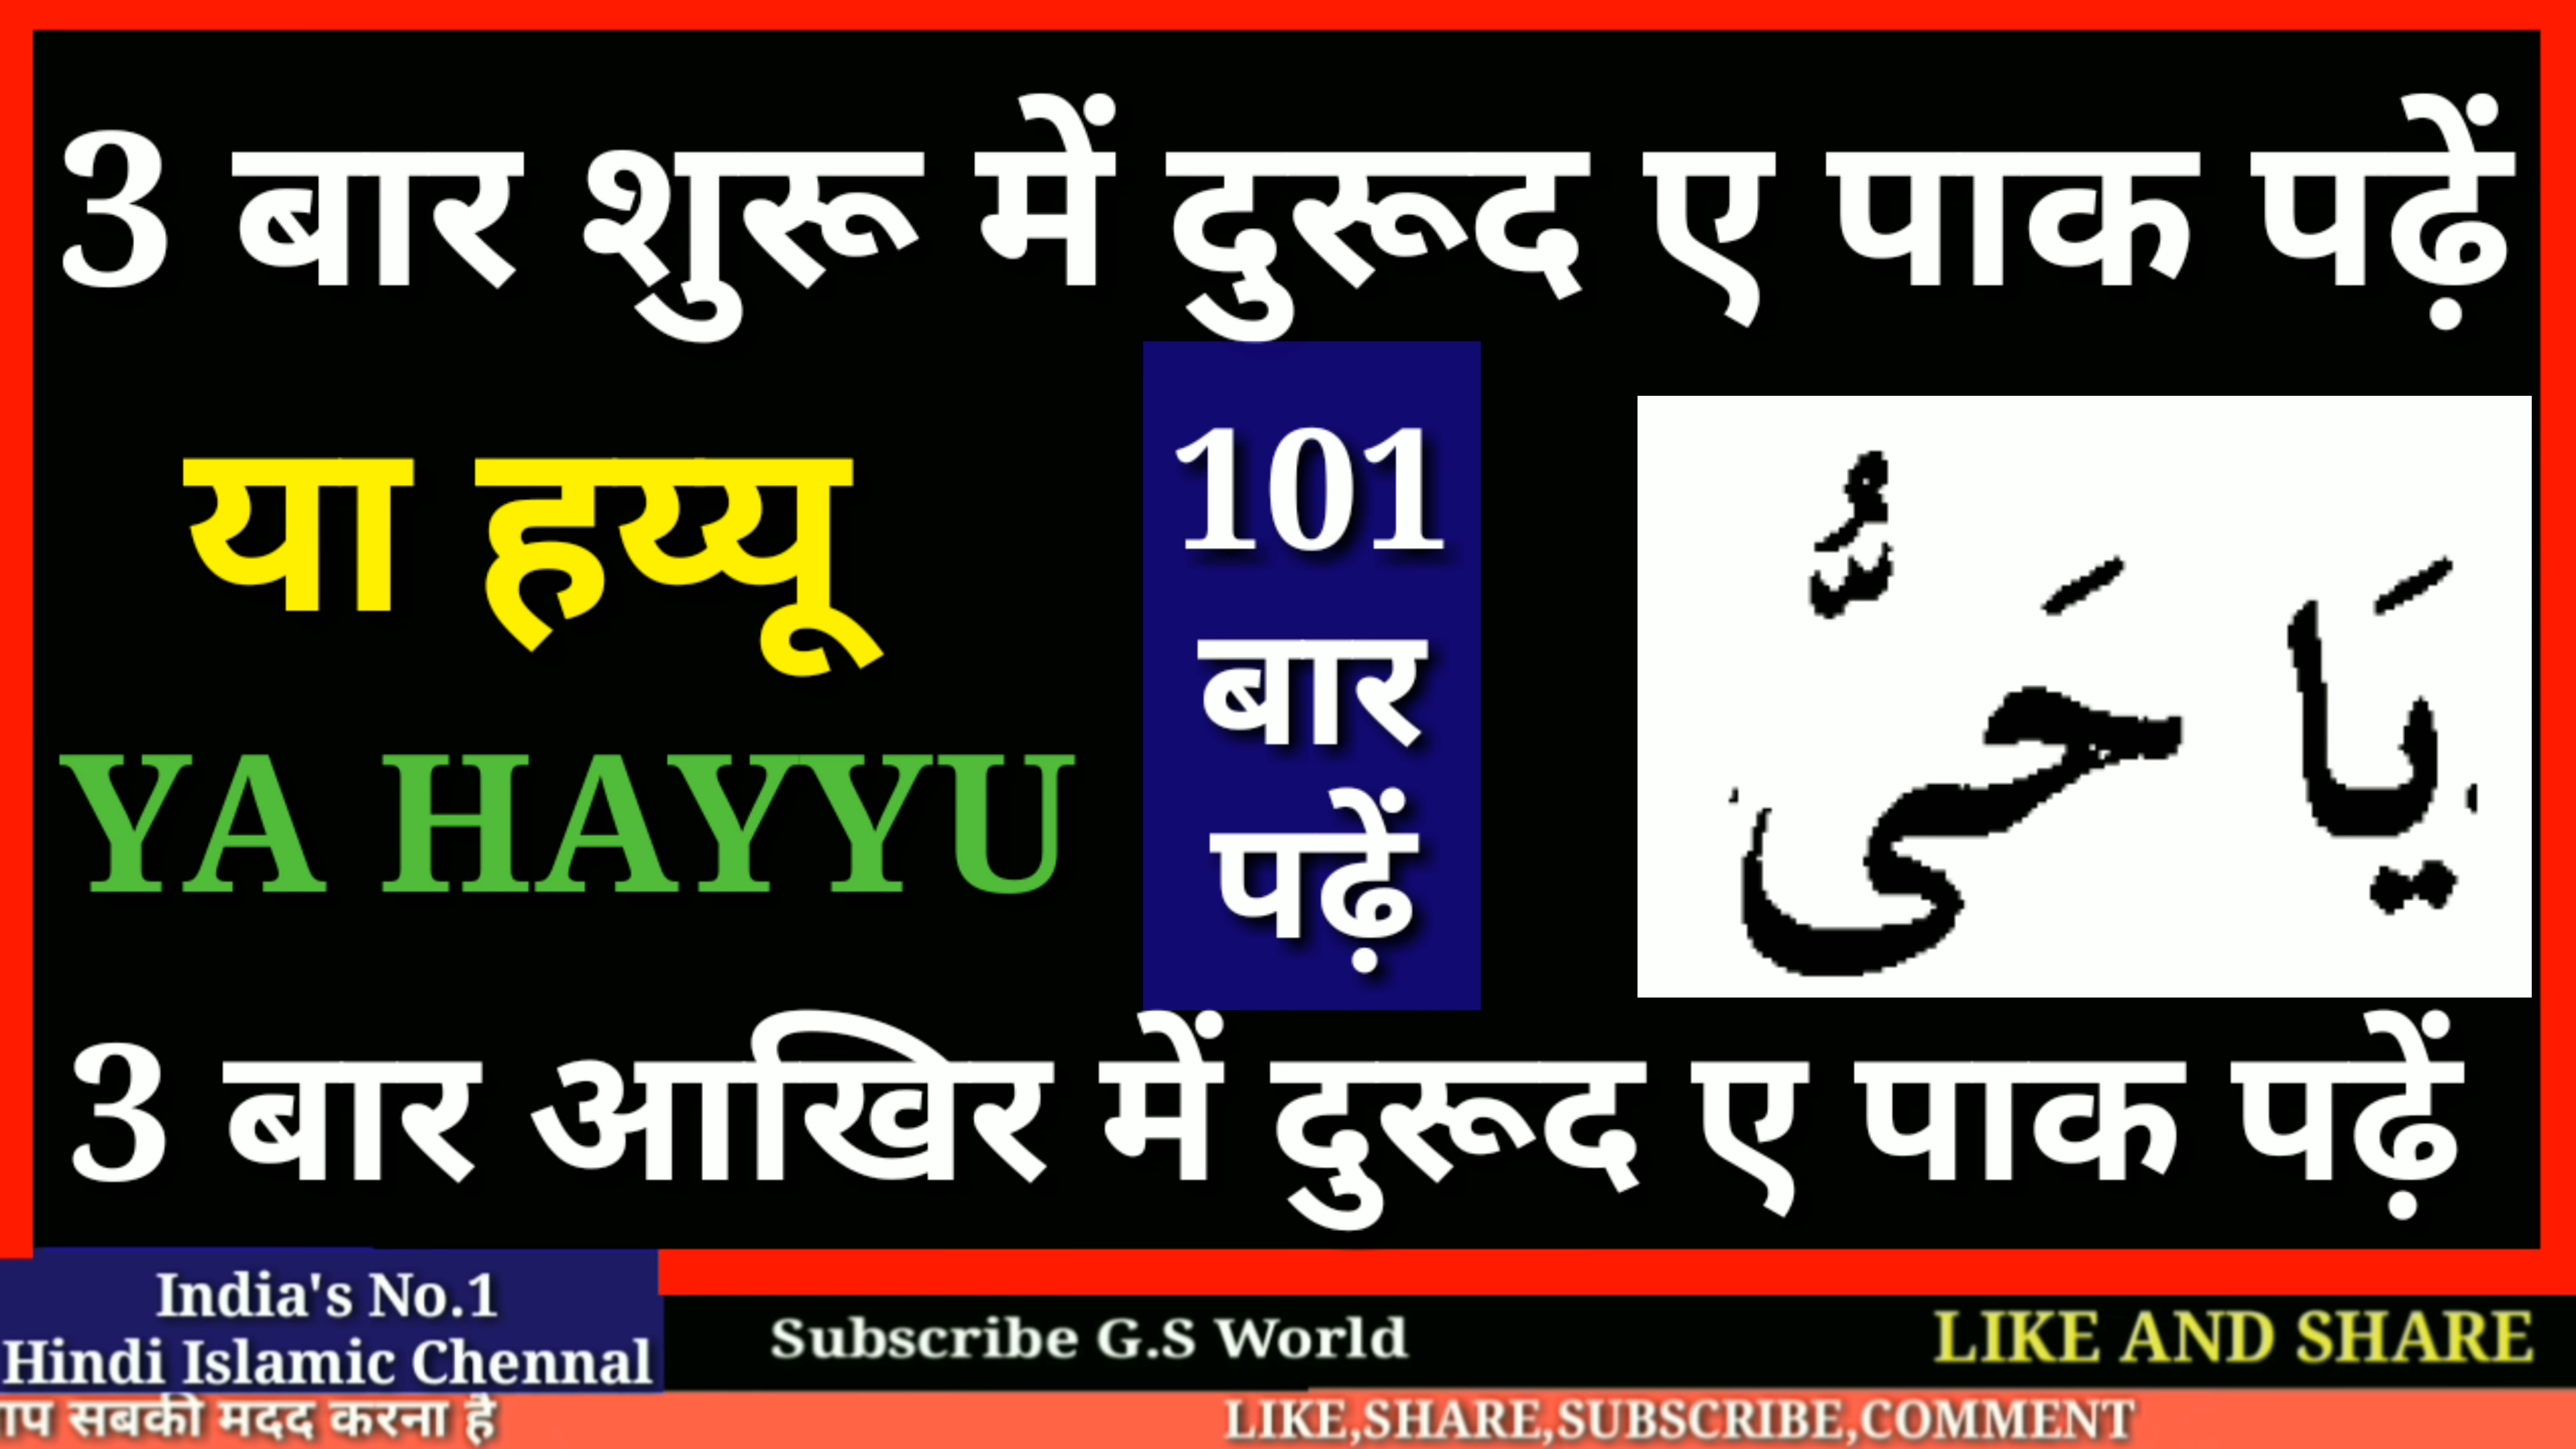 3 बार शुरू में दुरूद ए पाक पढ़ें
या हय्यू
YA HAYYU
101
बार
पढ़ें
يَا حَىُّ
3 बार आखिर में दुरूद ए पाक पढ़ें
India's No.1
Hindi Islamic Chennal
Subscribe G.S World
LIKE AND SHARE
सबकी मदद करना है
LIKE,SHARE,SUBSCRIBE,COMMENT